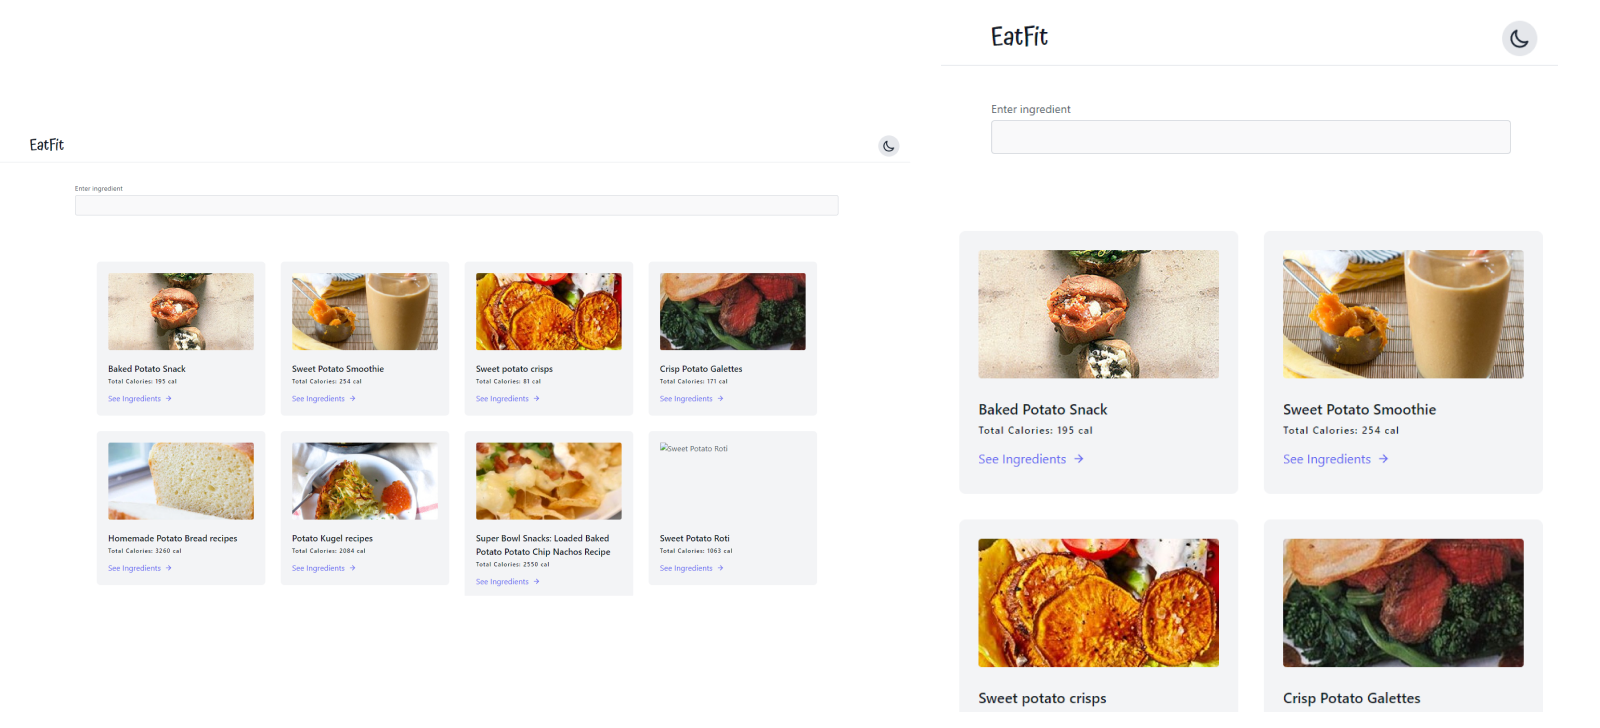 EatFit
Enter ingredient
Baked Potato Snack
Total Calories: 195 cal
See Ingredients →
Sweet Potato Smoothie
Total Calories: 254 cal
See Ingredients →
Sweet potato crisps
Total Calories: 81 cal
See Ingredients →
Crisp Potato Galettes
Total Calories: 171 cal
See Ingredients →
Homemade Potato Bread recipes
Total Calories: 3260 cal
See Ingredients →
Potato Kugel recipes
Total Calories: 2084 cal
See Ingredients →
Super Bowl Snacks: Loaded Baked
Potato Potato Chip Nachos Recipe
Total Calories: 2550 cal
See Ingredients →
Sweet Potato Roti
Sweet Potato Roti
Total Calories: 1063 cal
See Ingredients →
EatFit
Enter ingredient
Baked Potato Snack
Total Calories: 195 cal
See Ingredients →
Sweet Potato Smoothie
Total Calories: 254 cal
See Ingredients →
Sweet potato crisps
Crisp Potato Galettes